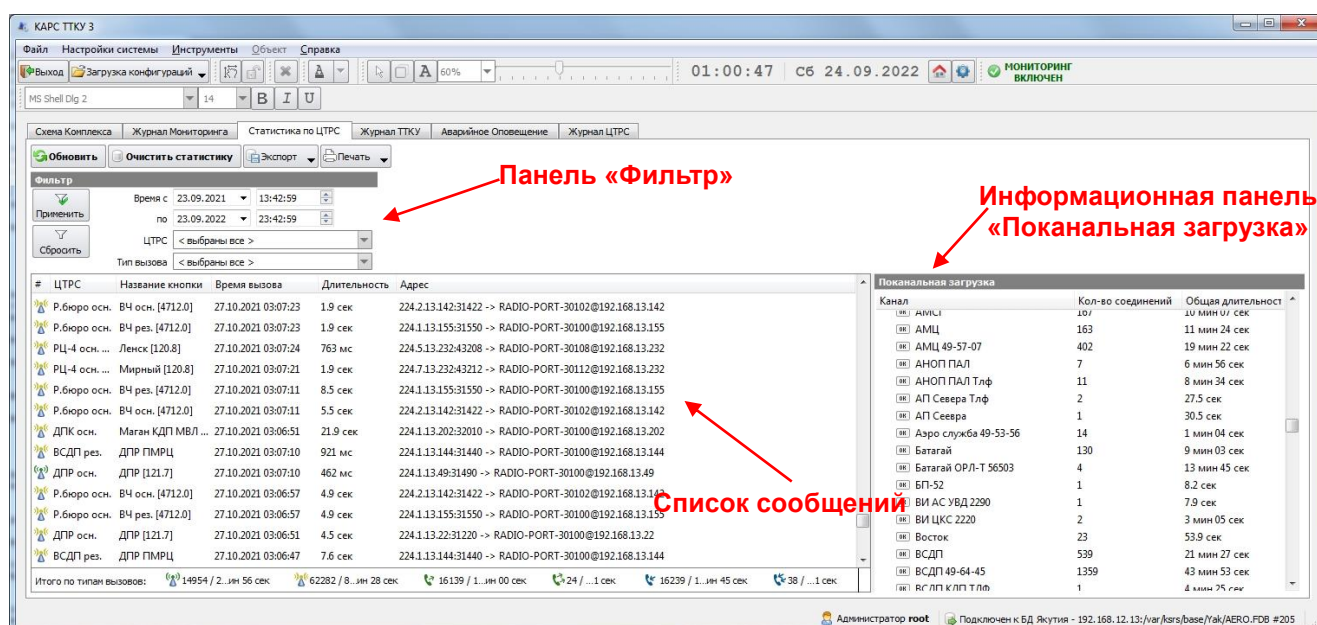 КАРС ТТКУ 3
Файл Настройки системы Инструменты Объект Справка
Выход Загрузка конфигураций A 60% 01:00:47 Сб 24.09.2022 МОНИТОРИНГ
ВКЛЮЧЕН
MS Shell Dlg 2 14 B I U
Схема Комплекса Журнал Мониторинга Статистика по ЦТРС Журнал ТТКУ Аварийное Оповещение Журнал ЦТРС
Обновить Очистить статистику Экспорт Печать
Фильтр
Применить
Сбросить
Время с 23.09.2021 13:42:59
по 23.09.2022 23:42:59
ЦТРС < выбраны все >
Тип вызова < выбраны все >
Панель «Фильтр»
Информационная панель
«Поканальная загрузка»
# ЦТРС Название кнопки Время вызова Длительность Адрес
Р.бюро осн. ВЧ осн. [4712.0] 27.10.2021 03:07:23 1.9 сек 224.2.13.142:31422 -> RADIO-PORT-30102@192.168.13.142
Р.бюро осн. ВЧ рез. [4712.0] 27.10.2021 03:07:23 1.9 сек 224.1.13.155:31550 -> RADIO-PORT-30100@192.168.13.155
РЦ-4 осн. ... Ленск [120.8] 27.10.2021 03:07:24 763 мс 224.5.13.232:43208 -> RADIO-PORT-30108@192.168.13.232
РЦ-4 осн. ... Мирный [120.8] 27.10.2021 03:07:21 1.9 сек 224.7.13.232:43212 -> RADIO-PORT-30112@192.168.13.232
Р.бюро осн. ВЧ рез. [4712.0] 27.10.2021 03:07:11 8.5 сек 224.1.13.155:31550 -> RADIO-PORT-30100@192.168.13.155
Р.бюро осн. ВЧ осн. [4712.0] 27.10.2021 03:07:11 5.5 сек 224.2.13.142:31422 -> RADIO-PORT-30102@192.168.13.142
ДПК осн. Маган КДП МВЛ ... 27.10.2021 03:06:51 21.9 сек 224.1.13.202:32010 -> RADIO-PORT-30100@192.168.13.202
ВСДП рез. ДПР ПМРЦ 27.10.2021 03:07:10 921 мс 224.1.13.144:31440 -> RADIO-PORT-30100@192.168.13.144
ДПР осн. ДПР [121.7] 27.10.2021 03:07:10 462 мс 224.1.13.49:31490 -> RADIO-PORT-30100@192.168.13.49
Р.бюро осн. ВЧ осн. [4712.0] 27.10.2021 03:06:57 4.9 сек 224.2.13.142:31422 -> RADIO-PORT-30102@192.168.13.142
Р.бюро осн. ВЧ рез. [4712.0] 27.10.2021 03:06:57 4.9 сек 224.1.13.155:31550 -> RADIO-PORT-30100@192.168.13.155
ДПР осн. ДПР [121.7] 27.10.2021 03:06:51 4.5 сек 224.1.13.22:31220 -> RADIO-PORT-30100@192.168.13.22
ВСДП рез. ДПР ПМРЦ 27.10.2021 03:06:47 7.6 сек 224.1.13.144:31440 -> RADIO-PORT-30100@192.168.13.144
Список сообщений
Итого по типам вызовов: 14954 / 2...ин 56 сек 62282 / 8...ин 28 сек 16139 / 1...ин 00 сек 24 / ...1 сек 16239 / 1...ин 45 сек 38 / ...1 сек
Поканальная загрузка
Канал Кол-во соединений Общая длительност
АМСГ 167 10 мин 07 сек
ок АМЦ 163 11 мин 24 сек
ок АМЦ 49-57-07 402 19 мин 22 сек
ок АНОП ПАЛ 7 6 мин 56 сек
ок АНОП ПАЛ Тлф 11 8 мин 34 сек
ок АП Севера Тлф 2 27.5 сек
ок АП Сеевра 1 30.5 сек
ок Аэро служба 49-53-56 14 1 мин 04 сек
ок Батагай 130 9 мин 03 сек
ок Батагай ОРЛ-Т 56503 4 13 мин 45 сек
ок БП-52 1 8.2 сек
ВИ АС УВД 2290 1 7.9 сек
ок ВИ ЦКС 2220 2 3 мин 05 сек
ок Восток 23 53.9 сек
ок ВСДП 539 21 мин 27 сек
ок ВСДП 49-64-45 1359 43 мин 53 сек
ок ВСДП КДП ТЛФ 1 4 мин 25 сек
Администратор root Подключен к БД Якутия - 192.168.12.13:/var/ksrs/base/Yak/AERO.FDB #205